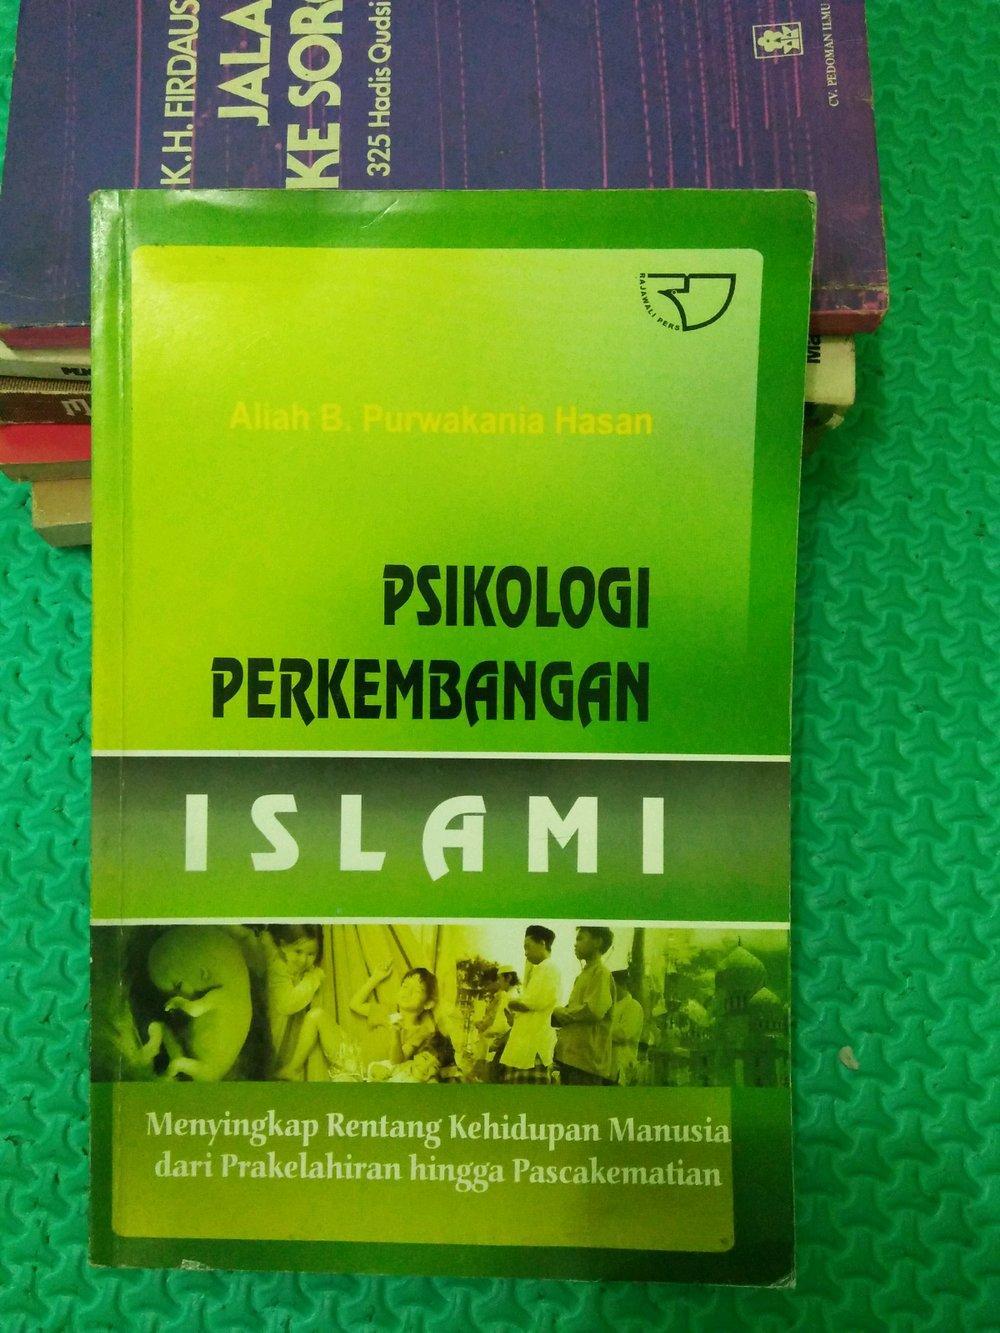 K.H. FIRDAUS
JALA
KE SOR
325 Hadis Qudsi
CV. PEDOMAN ILMU
RAJAWALI PERS
Aliah B. Purwakania Hasan
PSIKOLOGI
PERKEMBANGAN
ISLAMI
Menyingkap Rentang Kehidupan Manusia
dari Prakelahiran hingga Pascakematian